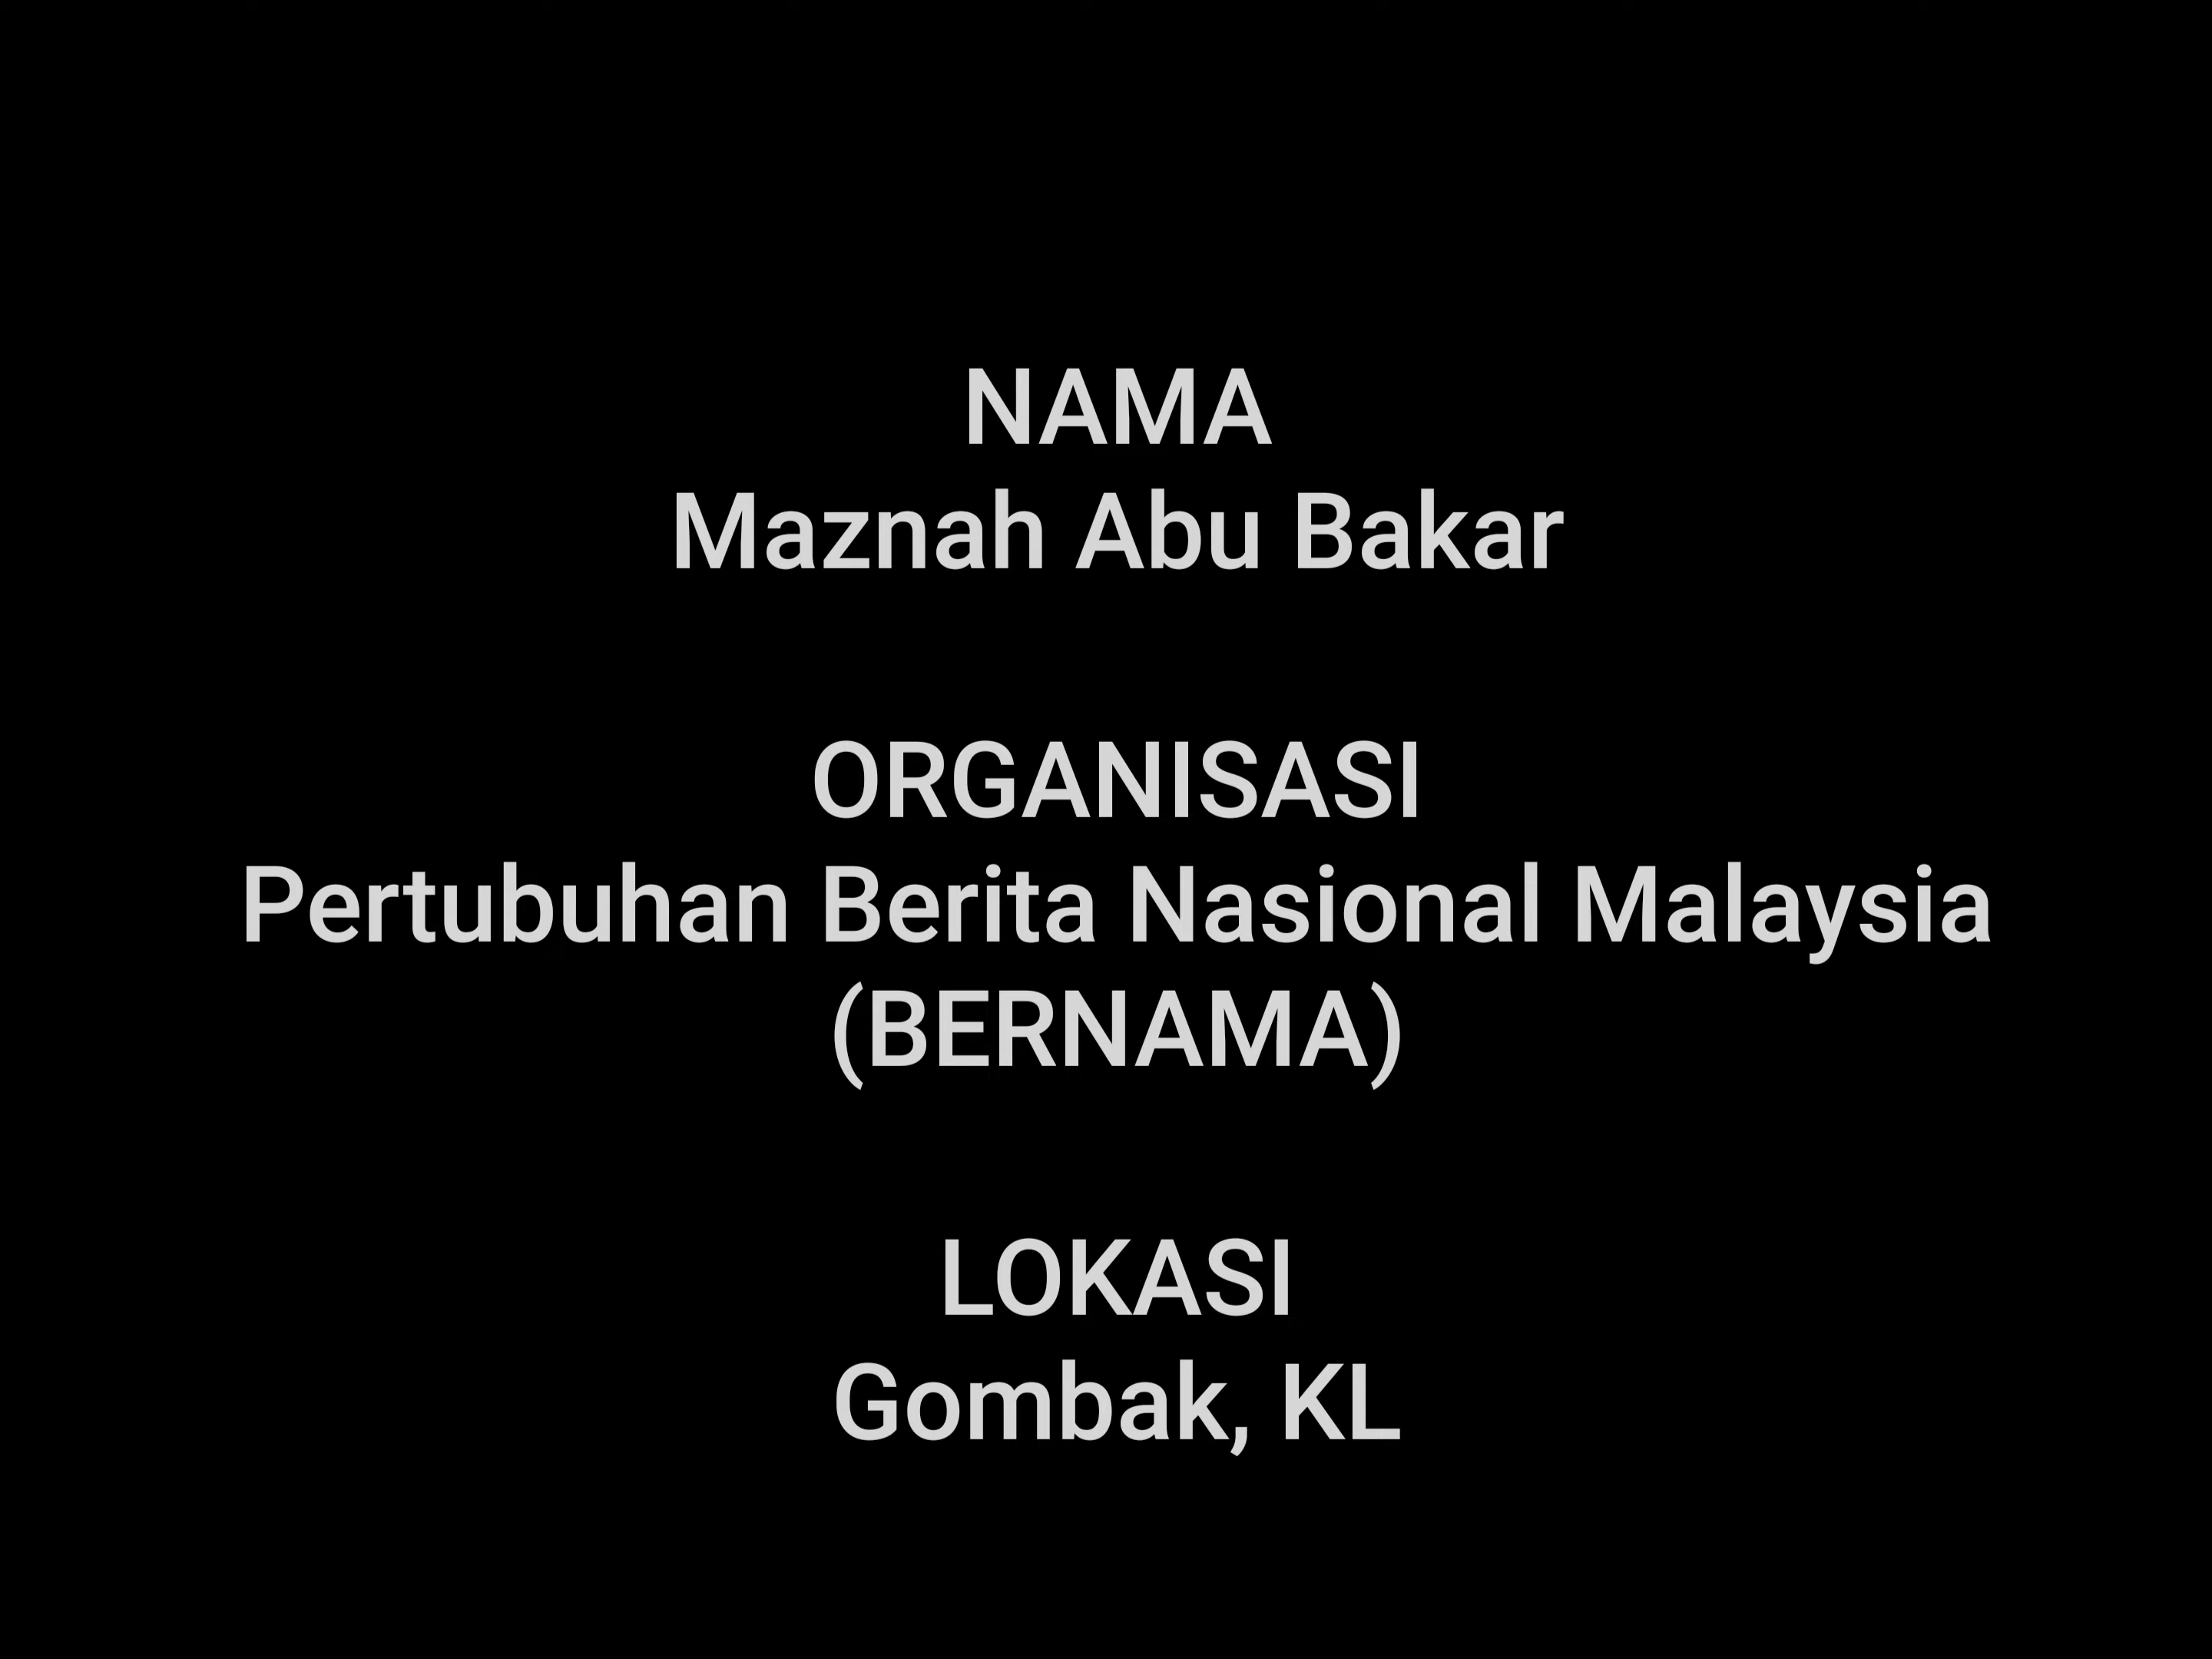 NAMA
Maznah Abu Bakar
ORGANISASI
Pertubuhan Berita Nasional Malaysia
(BERNAMA)
LOKASI
Gombak, KL